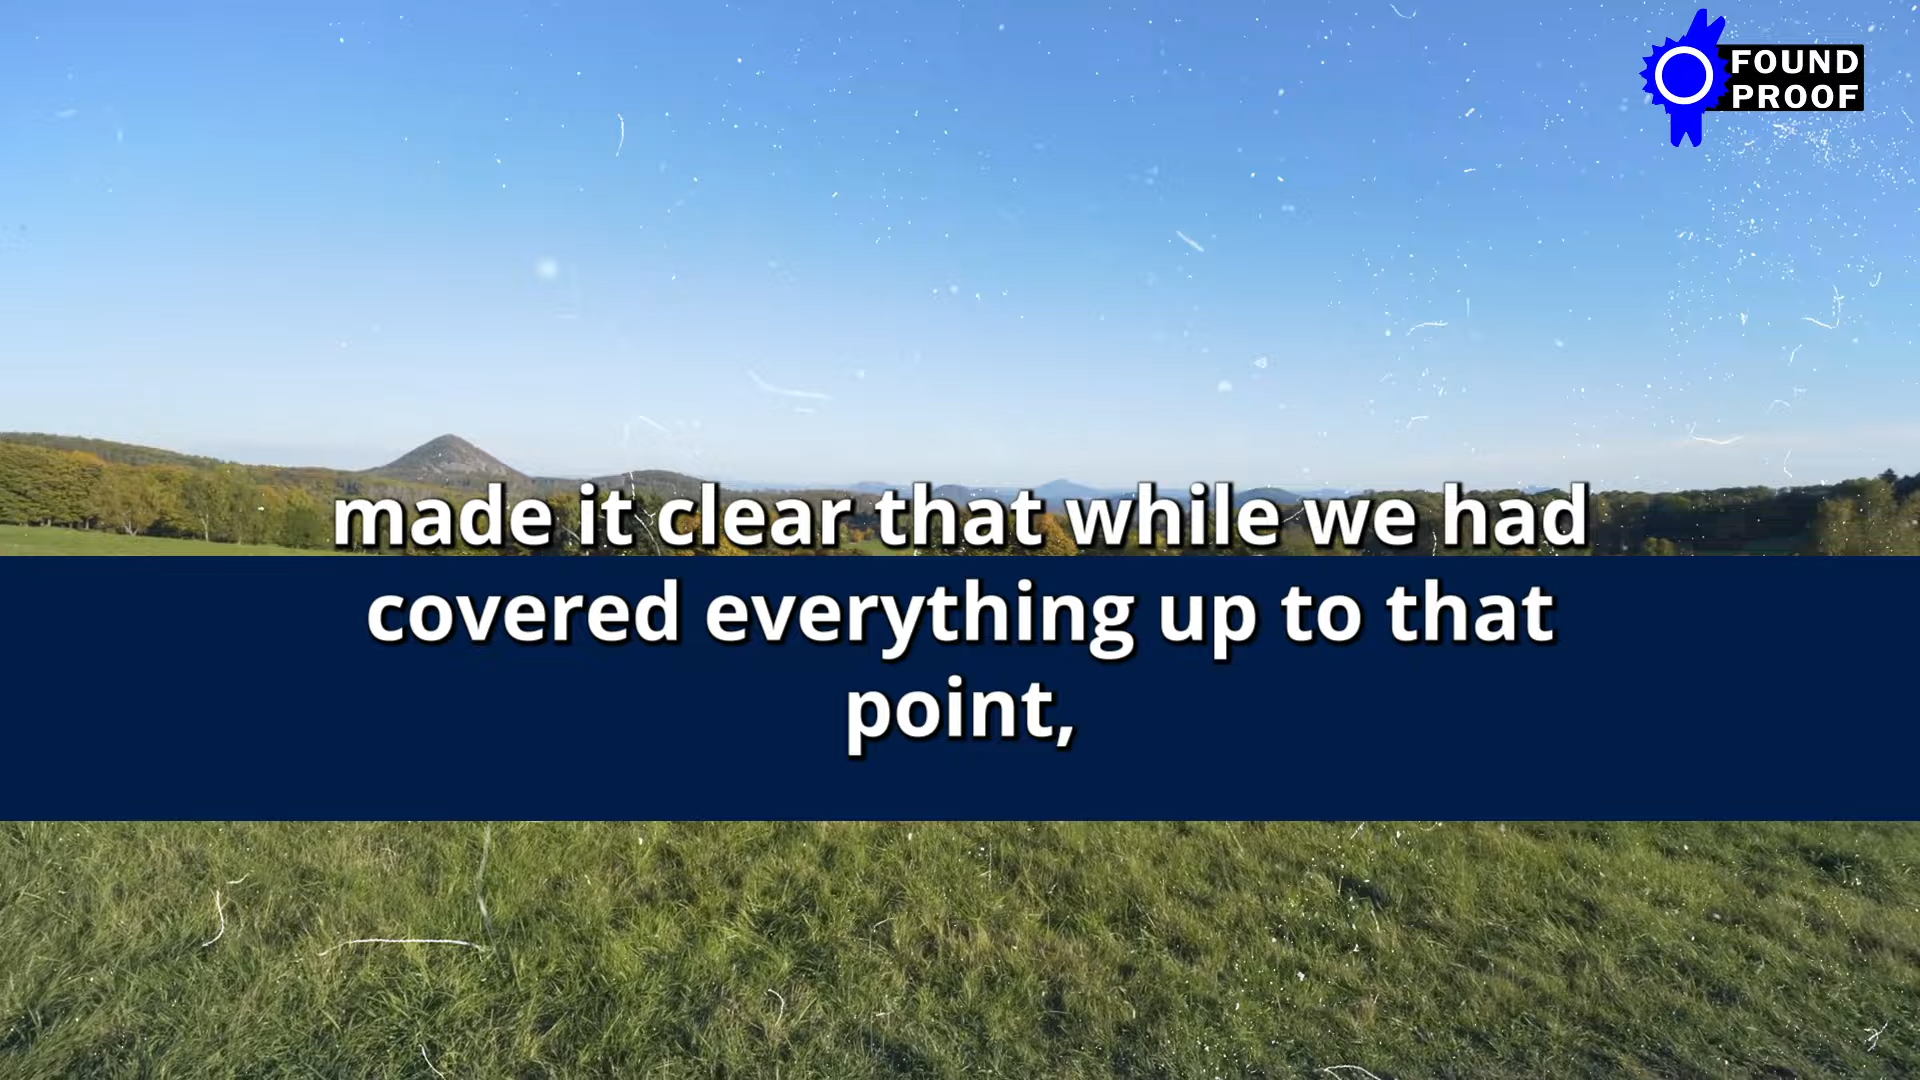 FOUND
PROOF
made it clear that while we had
covered everything up to that
point,